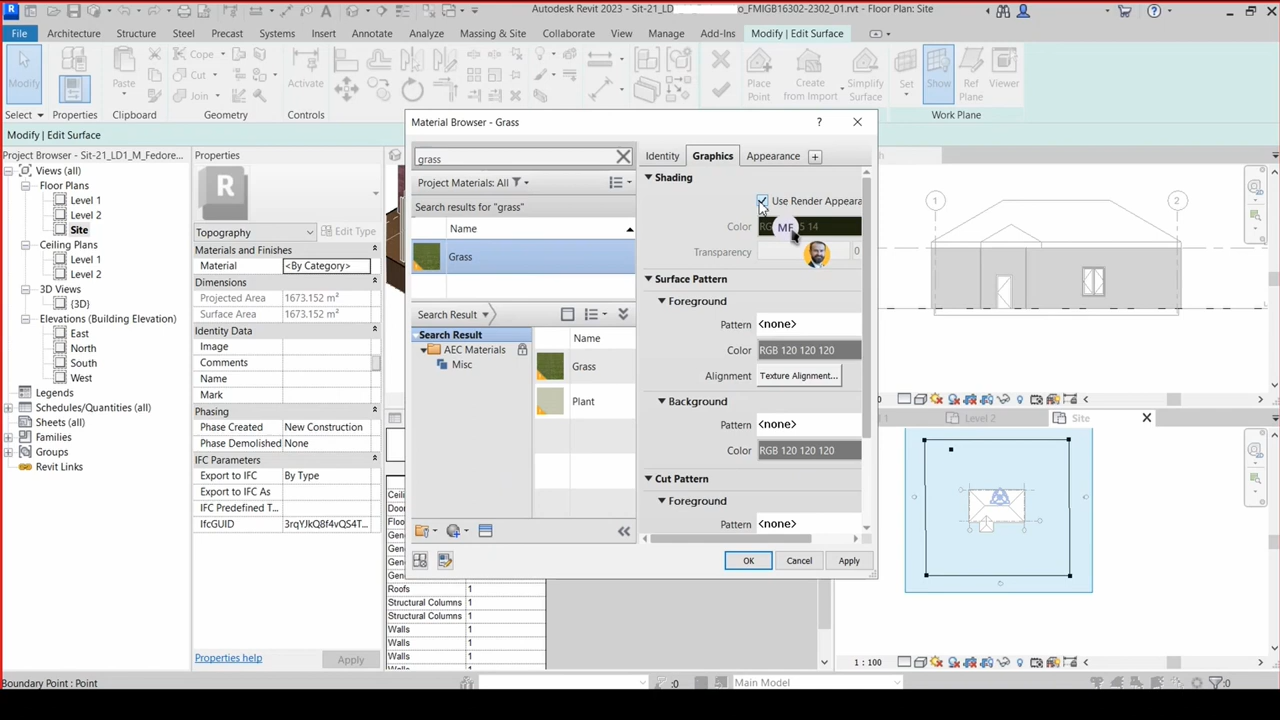 Autodesk Revit 2023 - Sit-21_LD
o_FMIGB16302-2302_01.rvt - Floor Plan: Site
File Architecture Structure Steel Precast Systems Insert Annotate Analyze Massing & Site Collaborate View Manage Add-Ins Modify | Edit Surface
Modify Paste Cope Cut Join Activate Place Point Create from Import Simplify Surface Set Show Ref Plane Viewer
Select Properties Clipboard Geometry Controls Work Plane
Modify | Edit Surface
Project Browser - Sit-21_LD1_M_Fedore...
Views (all)
Floor Plans
Level 1
Level 2
Site
Ceiling Plans
Level 1
Level 2
3D Views
{3D}
Elevations (Building Elevation)
East
North
South
West
Legends
Schedules/Quantities (all)
Sheets (all)
Families
Groups
Revit Links
Properties
R
Topography Edit Type
Materials and Finishes
Material <By Category>
Dimensions
Projected Area 1673.152 m²
Surface Area 1673.152 m²
Identity Data
Image
Comments
Name
Mark
Phasing
Phase Created New Construction
Phase Demolished None
IFC Parameters
Export to IFC By Type
Export to IFC As
IFC Predefined T...
IfcGUID 3rqYJkQ8f4vQS4T...
Properties help Apply
Material Browser - Grass
grass
Project Materials: All
Search results for "grass"
Name
Grass
Search Result
Search Result
AEC Materials
Misc
Name
Grass
Plant
Identity Graphics Appearance
Shading
Use Render Appeara
Color
MF
Transparency 0
Surface Pattern
Foreground
Pattern <none>
Color RGB 120 120 120
Alignment Texture Alignment...
Background
Pattern <none>
Color RGB 120 120 120
Cut Pattern
Foreground
Pattern <none>
OK Cancel Apply
Roofs 1
Structural Columns 1
Structural Columns 1
Walls 1
Walls 1
Walls 1
Walls 1
1 2
Level 2 Site
1 : 100
Boundary Point : Point
:0 Main Model :0